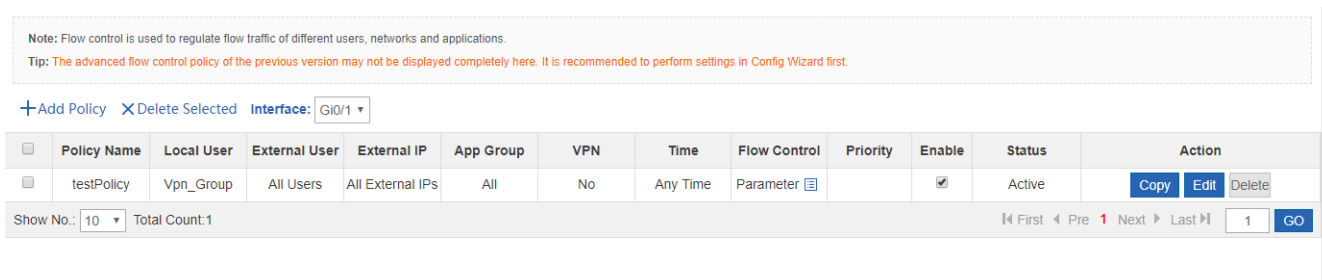 Note: Flow control is used to regulate flow traffic of different users, networks and applications.
Tip: The advanced flow control policy of the previous version may not be displayed completely here. It is recommended to perform settings in Config Wizard first.
Add Policy Delete Selected Interface: Gi0/1
Policy Name Local User External User External IP App Group VPN Time Flow Control Priority Enable Status Action
testPolicy Vpn_Group All Users All External IPs All No Any Time Parameter Active Copy Edit Delete
Show No.: 10 Total Count:1 First Pre 1 Next Last 1 GO